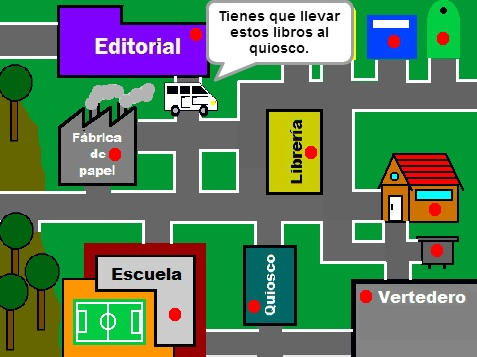 Tienes que llevar
estos libros al
quiosco.
Editorial
Fábrica
de
papel
Librería
Escuela
Quiosco
Vertedero